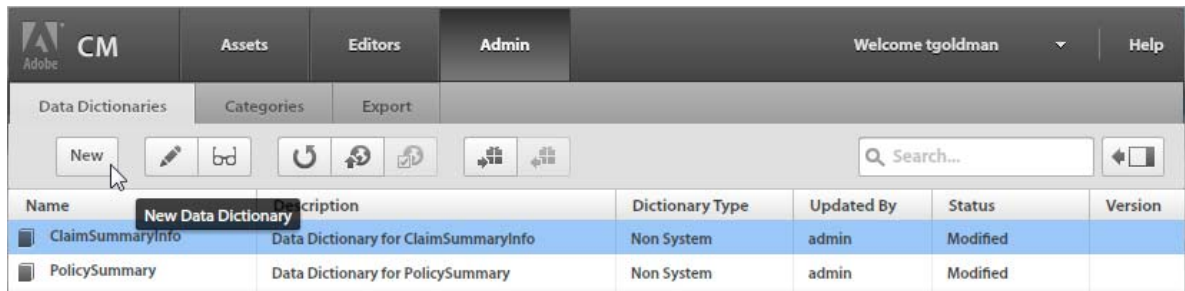 Adobe CM Assets Editors Admin Welcome tgoldman Help
Data Dictionaries Categories Export
New Search...
New Data Dictionary
Name Description Dictionary Type Updated By Status Version
ClaimSummaryInfo Data Dictionary for ClaimSummaryInfo Non System admin Modified
PolicySummary Data Dictionary for PolicySummary Non System admin Modified